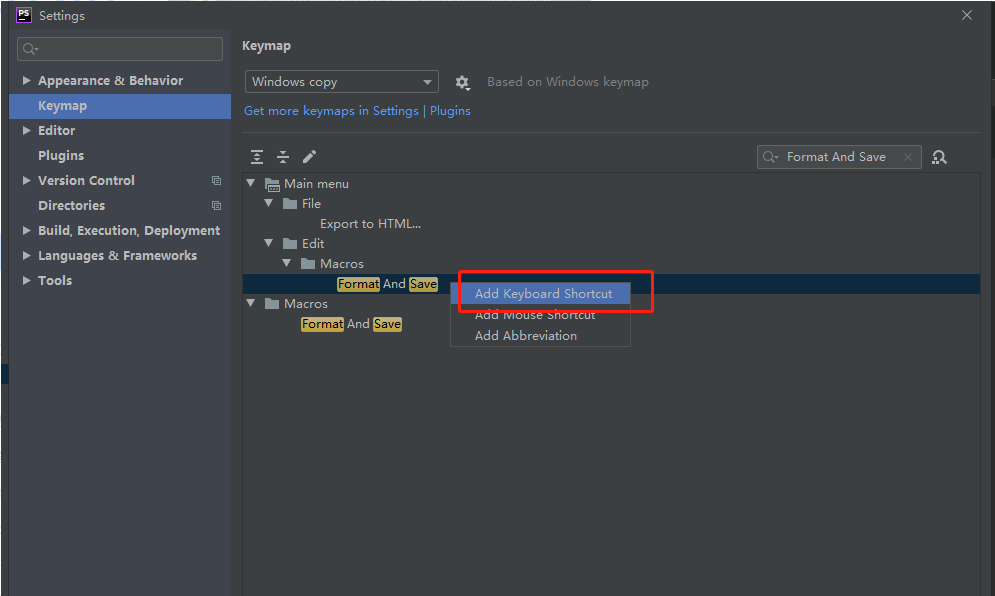 PS Settings
Keymap
Appearance & Behavior
Keymap
Editor
Plugins
Version Control
Directories
Build, Execution, Deployment
Languages & Frameworks
Tools
Windows copy
Based on Windows keymap
Get more keymaps in Settings | Plugins
Format And Save
Main menu
File
Export to HTML...
Edit
Macros
Format And Save
Macros
Format And Save
Add Keyboard Shortcut
Add Mouse Shortcut
Add Abbreviation